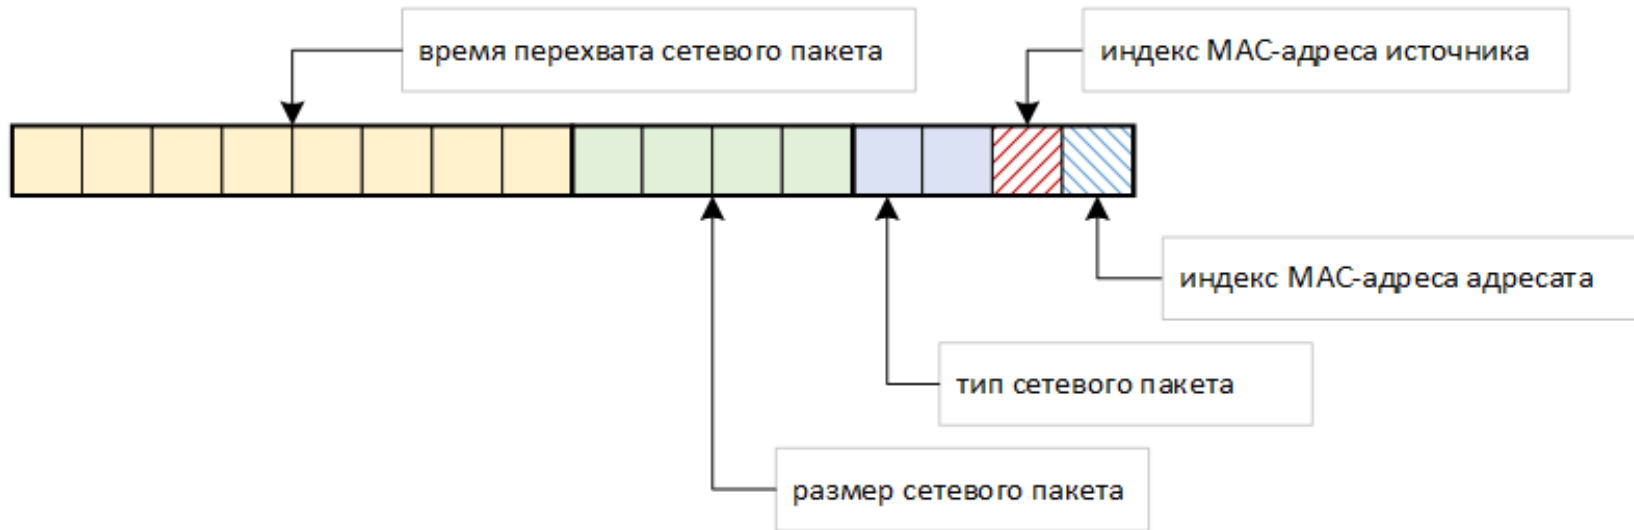 время перехвата сетевого пакета
индекс MAC-адреса источника
индекс MAC-адреса адресата
тип сетевого пакета
размер сетевого пакета